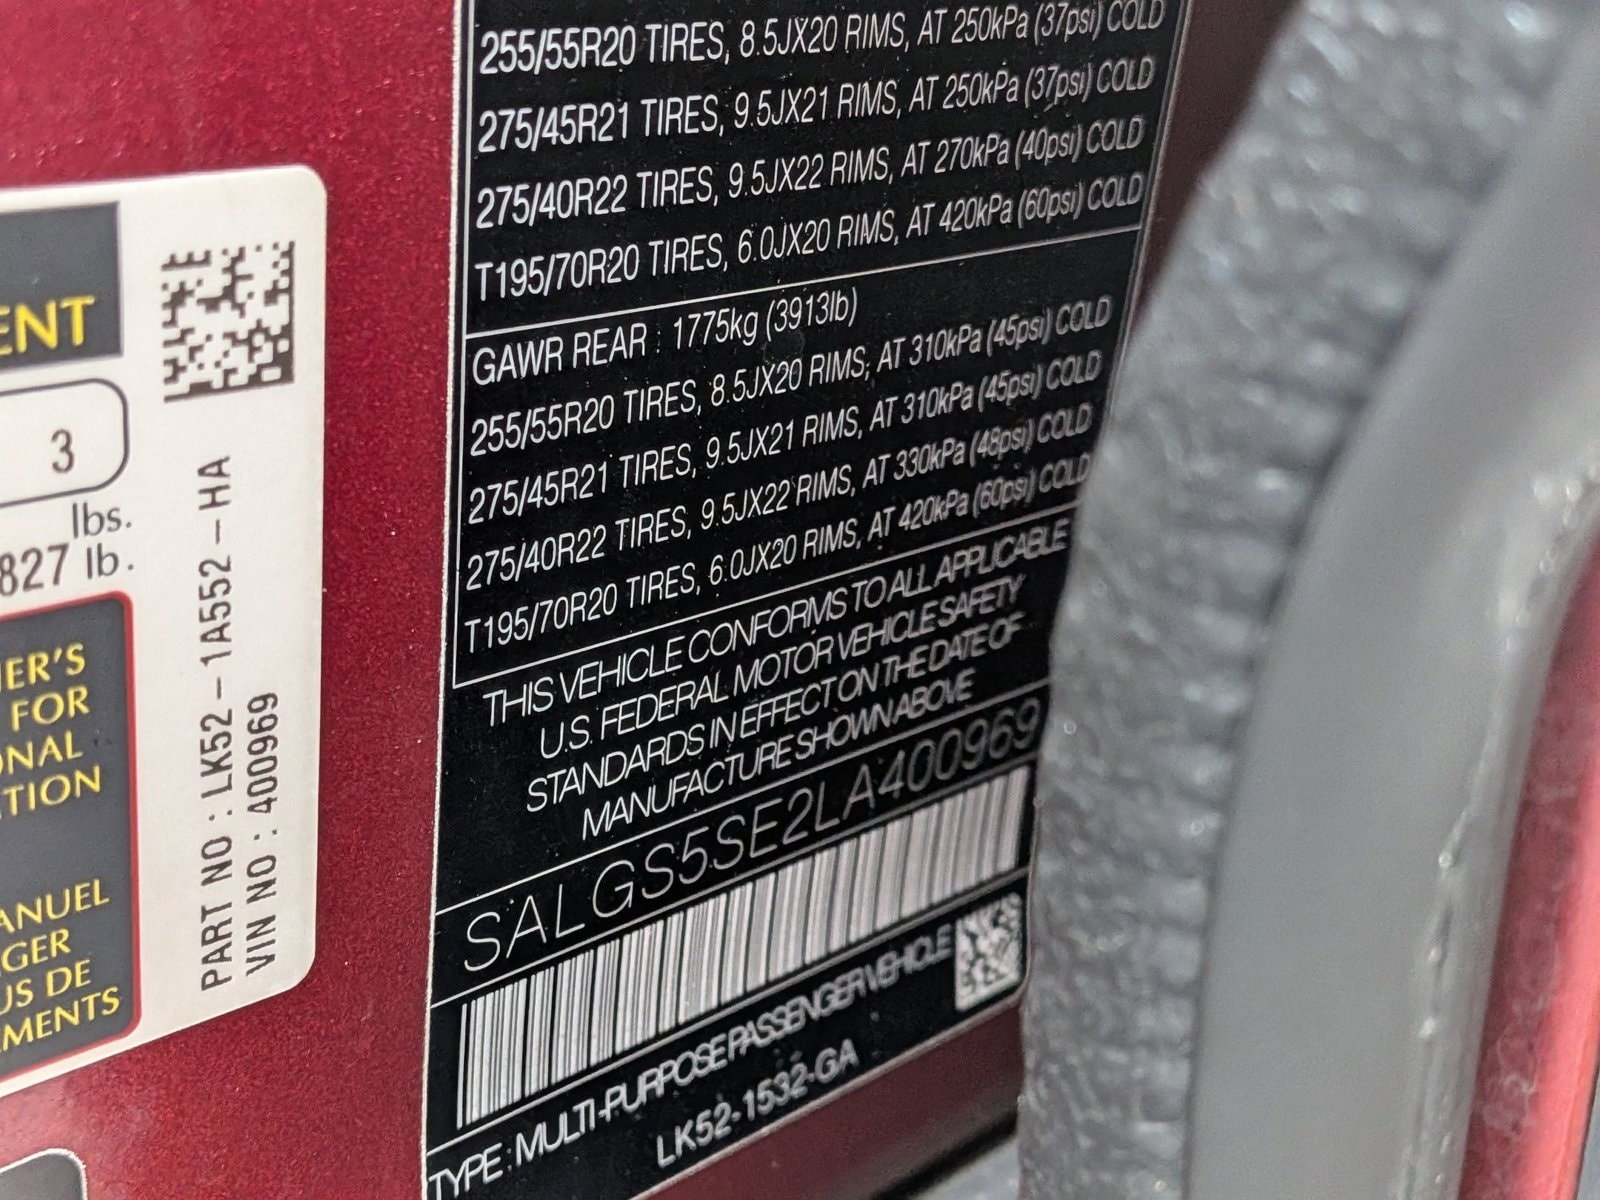 ENT
3
lbs.
827 lb.
ER'S
FOR
ONAL
TION
ANUEL
GER
US DE
MENTS
PART NO : LK52 - 1A552 - HA
VIN NO : 400969
255/55R20 TIRES, 8.5JX20 RIMS, AT 250kPa (37psi) COLD
275/45R21 TIRES, 9.5JX21 RIMS, AT 250kPa (37psi) COLD
275/40R22 TIRES, 9.5JX22 RIMS, AT 270kPa (40psi) COLD
T195/70R20 TIRES, 6.0JX20 RIMS, AT 420kPa (60psi) COLD
GAWR REAR : 1775kg (3913lb)
255/55R20 TIRES, 8.5JX20 RIMS, AT 310kPa (45psi) COLD
275/45R21 TIRES, 9.5JX21 RIMS, AT 310kPa (45psi) COLD
275/40R22 TIRES, 9.5JX22 RIMS, AT 330kPa (48psi) COLD
T195/70R20 TIRES, 6.0JX20 RIMS, AT 420kPa (60psi) COLD
THIS VEHICLE CONFORMS TO ALL APPLICABLE
U.S. FEDERAL MOTOR VEHICLE SAFETY
STANDARDS IN EFFECT ON THE DATE OF
MANUFACTURE SHOWN ABOVE
SALGS5SE2LA400969
TYPE : MULTI-PURPOSE PASSENGER VEHICLE
LK52-1532-GA